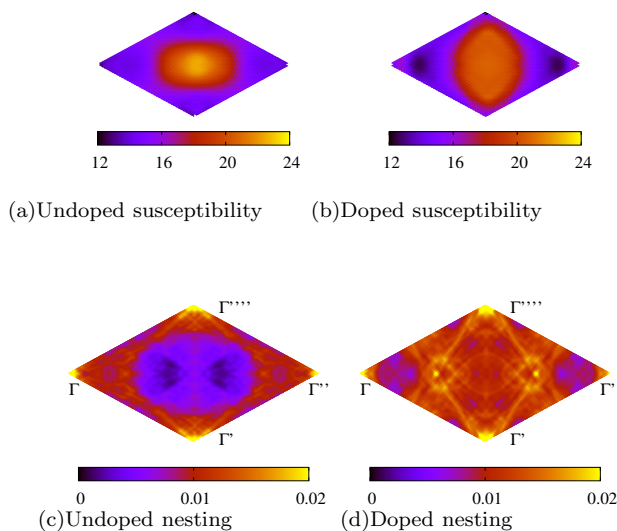 12 16 20 24 12 16 20 24
(a)Undoped susceptibility (b)Doped susceptibility
Γ'''' Γ''''
Γ Γ'' Γ Γ'
Γ' Γ'
0 0.01 0.02 0 0.01 0.02
(c)Undoped nesting (d)Doped nesting